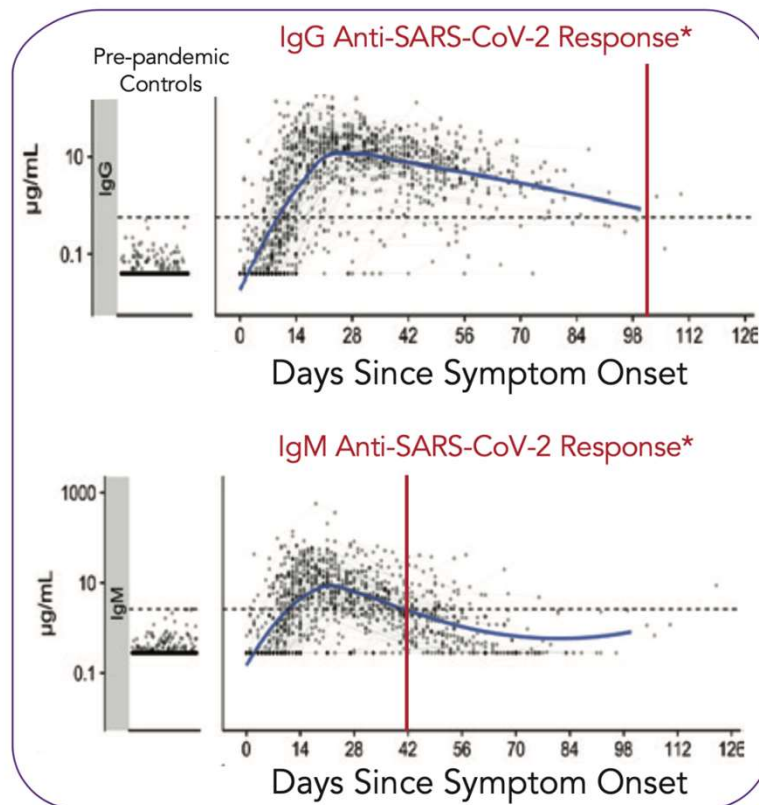 IgG Anti-SARS-CoV-2 Response*
Pre-pandemic
Controls
µg/mL
IgG
10
0.1
0 14 28 42 56 70 84 98 112 126
Days Since Symptom Onset
IgM Anti-SARS-CoV-2 Response*
µg/mL
IgM
1000
10
0.1
0 14 28 42 56 70 84 98 112 126
Days Since Symptom Onset